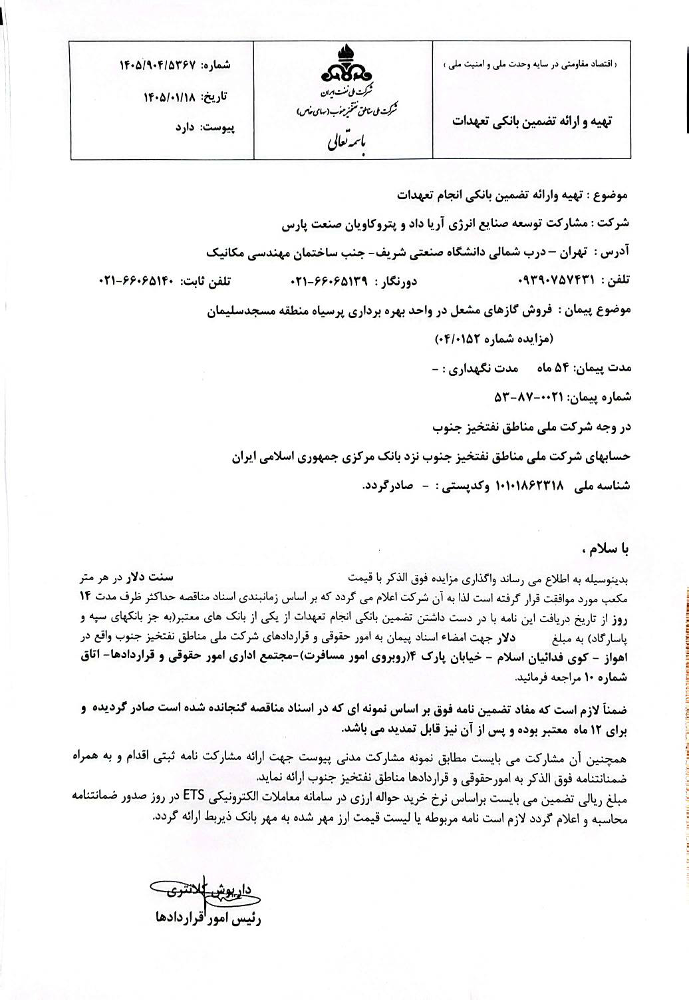 ( اقتصاد مقاومتی در سایه وحدت ملی و امنیت ملی )
تهیه و ارائه تضمین بانکی تعهدات
شرکت ملی نفت ایران
شرکت ملی مناطق نفتخیز جنوب (سهامی خاص)
باسمه تعالی
شماره: ۱۴۰۵/۹۰۴/۵۳۶۷
تاریخ: ۱۴۰۵/۰۱/۱۸
پیوست: دارد
موضوع : تهیه وارائه تضمین بانکی انجام تعهدات
شرکت : مشارکت توسعه صنایع انرژی آریا داد و پتروکاویان صنعت پارس
آدرس : تهران – درب شمالی دانشگاه صنعتی شریف- جنب ساختمان مهندسی مکانیک
تلفن : ۰۹۳۹۰۷۵۷۴۳۱ دورنگار : ۶۶۰۶۵۱۳۹-۰۲۱ تلفن ثابت: ۶۶۰۶۵۱۴۰-۰۲۱
موضوع پیمان : فروش گازهای مشعل در واحد بهره برداری پرسیاه منطقه مسجدسلیمان
(مزایده شماره ۰۴/۰۱۵۲)
مدت پیمان: ۵۴ ماه مدت نگهداری : -
شماره پیمان: ۰۰۲۱-۸۷-۵۳
در وجه شرکت ملی مناطق نفتخیز جنوب
حسابهای شرکت ملی مناطق نفتخیز جنوب نزد بانک مرکزی جمهوری اسلامی ایران
شناسه ملی ۱۰۱۰۱۸۶۲۳۱۸ وکدپستی : - صادرگردد.
با سلام ،
بدینوسیله به اطلاع می رساند واگذاری مزایده فوق الذکر با قیمت سنت دلار در هر متر
مکعب مورد موافقت قرار گرفته است لذا به آن شرکت اعلام می گردد که بر اساس زمانبندی اسناد مناقصه حداکثر ظرف مدت ۱۴
روز از تاریخ دریافت این نامه با در دست داشتن تضمین بانکی انجام تعهدات از یکی از بانک های معتبر(به جز بانکهای سپه و
پاسارگاد) به مبلغ دلار جهت امضاء اسناد پیمان به امور حقوقی و قراردادهای شرکت ملی مناطق نفتخیز جنوب واقع در
اهواز - کوی فدائیان اسلام - خیابان پارک ۴(روبروی امور مسافرت)-مجتمع اداری امور حقوقی و قراردادها- اتاق
شماره ۱۰ مراجعه فرمائید.
ضمناً لازم است که مفاد تضمین نامه فوق بر اساس نمونه ای که در اسناد مناقصه گنجانده شده است صادر گردیده و
برای ۱۲ ماه معتبر بوده و پس از آن نیز قابل تمدید می باشد.
همچنین آن مشارکت می بایست مطابق نمونه مشارکت مدنی پیوست جهت ارائه مشارکت نامه ثبتی اقدام و به همراه
ضمنانتنامه فوق الذکر به امورحقوقی و قراردادها مناطق نفتخیز جنوب ارائه نماید.
مبلغ ریالی تضمین می بایست براساس نرخ خرید حواله ارزی در سامانه معاملات الکترونیکی ETS در روز صدور ضمانتنامه
محاسبه و اعلام گردد لازم است نامه مربوطه یا لیست قیمت ارز مهر شده به مهر بانک ذیربط ارائه گردد.
داریوش کلانتری
رئیس امور قراردادها